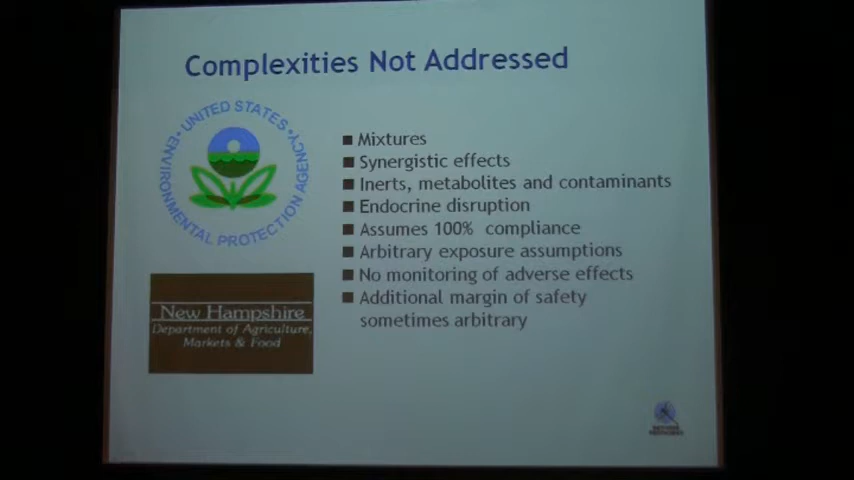 Complexities Not Addressed
UNITED STATES
ENVIRONMENTAL PROTECTION AGENCY
■ Mixtures
■ Synergistic effects
■ Inerts, metabolites and contaminants
■ Endocrine disruption
■ Assumes 100% compliance
■ Arbitrary exposure assumptions
■ No monitoring of adverse effects
■ Additional margin of safety
sometimes arbitrary
New Hampshire
Department of Agriculture,
Markets & Food